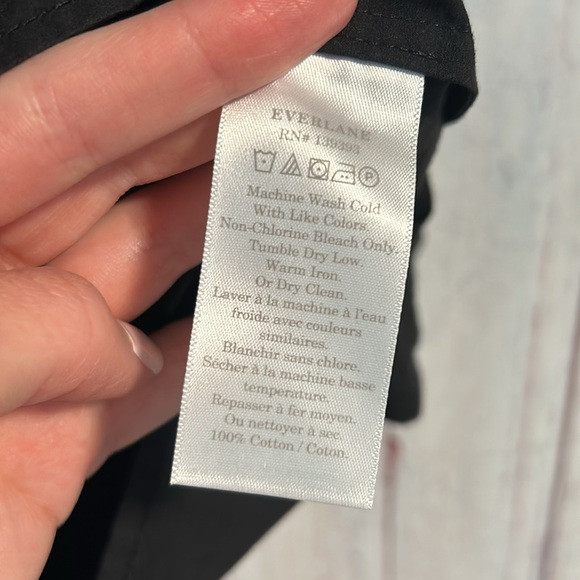 EVERLANE
RN# 139393
P
Machine Wash Cold
With Like Colors.
Non-Chlorine Bleach Only.
Tumble Dry Low.
Warm Iron.
Or Dry Clean.
Laver à la machine à l'eau
froide avec couleurs
similaires.
Blanchir sans chlore.
Sécher à la machine basse
temperature.
Repasser à fer moyen.
Ou nettoyer à sec.
100% Cotton / Coton.